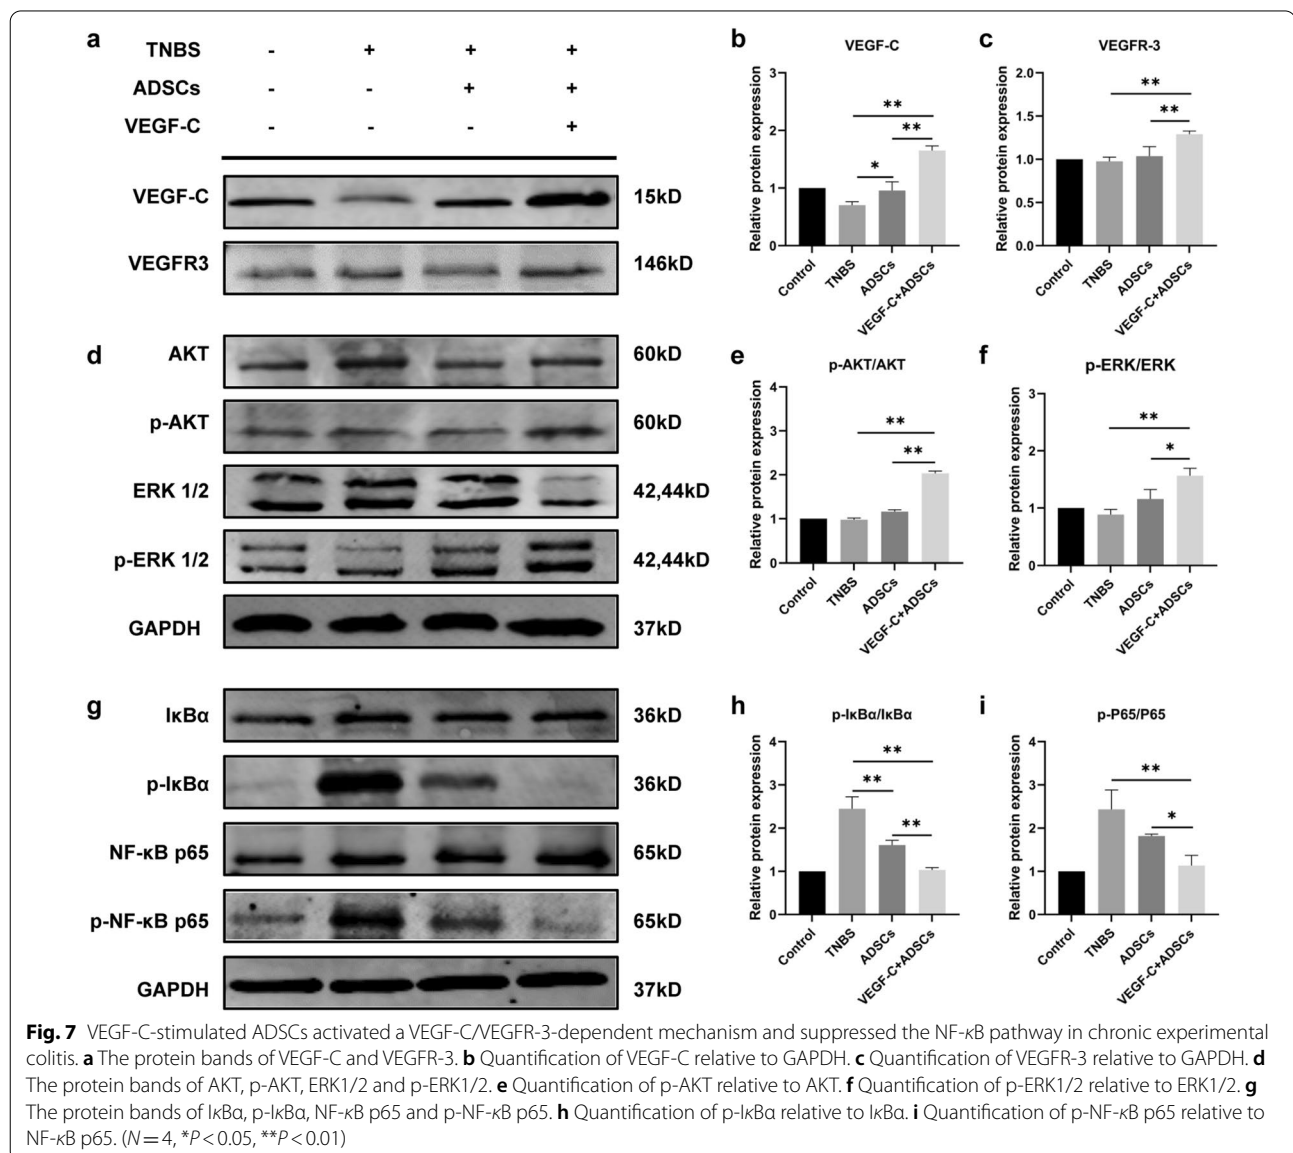 a
TNBS - + + +
ADSCs - - + +
VEGF-C - - - +
VEGF-C 15kD
VEGFR3 146kD
b
VEGF-C
Relative protein expression
3
2
1
0
** 
**
*
Control
TNBS
ADSCs
VEGF-C+ADSCs
c
VEGFR-3
Relative protein expression
2.0
1.5
1.0
0.5
0.0
**
**
Control
TNBS
ADSCs
VEGF-C+ADSCs
d
AKT 60kD
p-AKT 60kD
ERK 1/2 42,44kD
p-ERK 1/2 42,44kD
GAPDH 37kD
e
p-AKT/AKT
Relative protein expression
4
3
2
1
0
**
**
Control
TNBS
ADSCs
VEGF-C+ADSCs
f
p-ERK/ERK
Relative protein expression
3
2
1
0
**
*
Control
TNBS
ADSCs
VEGF-C+ADSCs
g
IκBα 36kD
p-IκBα 36kD
NF-κB p65 65kD
p-NF-κB p65 65kD
GAPDH 37kD
h
p-IκBα/IκBα
Relative protein expression
4
3
2
1
0
**
**
**
Control
TNBS
ADSCs
VEGF-C+ADSCs
i
p-P65/P65
Relative protein expression
4
3
2
1
0
**
*
Control
TNBS
ADSCs
VEGF-C+ADSCs
Fig. 7 VEGF-C-stimulated ADSCs activated a VEGF-C/VEGFR-3-dependent mechanism and suppressed the NF-κB pathway in chronic experimental
colitis. a The protein bands of VEGF-C and VEGFR-3. b Quantification of VEGF-C relative to GAPDH. c Quantification of VEGFR-3 relative to GAPDH. d
The protein bands of AKT, p-AKT, ERK1/2 and p-ERK1/2. e Quantification of p-AKT relative to AKT. f Quantification of p-ERK1/2 relative to ERK1/2. g
The protein bands of IκBα, p-IκBα, NF-κB p65 and p-NF-κB p65. h Quantification of p-IκBα relative to IκBα. i Quantification of p-NF-κB p65 relative to
NF-κB p65. (N = 4, *P < 0.05, **P < 0.01)